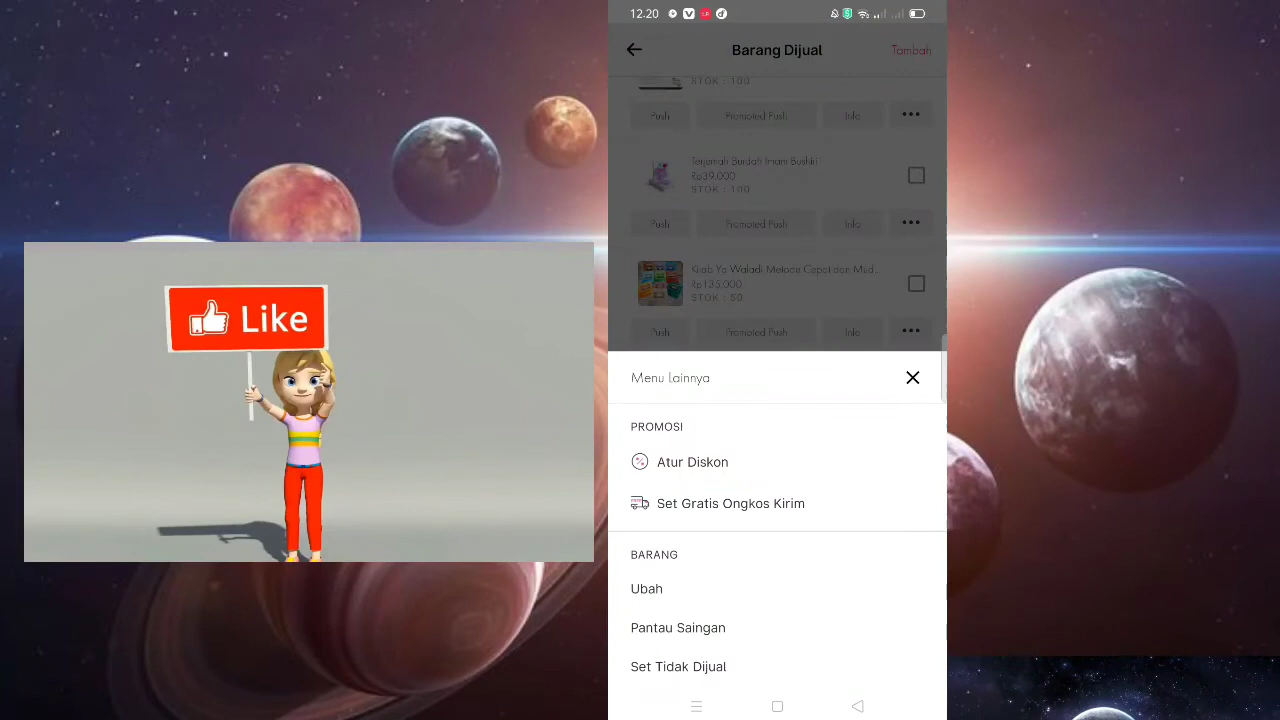 Like
12.20
Barang Dijual
Tambah
STOK : 100
Push
Promoted Push
Info
Terjemah Burdah Imam Bushiri
Rp39.000
STOK : 100
Push
Promoted Push
Info
Kitab Ya Waladi Metode Cepat dan Mud..
Rp135.000
STOK : 50
Push
Promoted Push
Info
Menu lainnya
PROMOSI
Atur Diskon
Set Gratis Ongkos Kirim
BARANG
Ubah
Pantau Saingan
Set Tidak Dijual